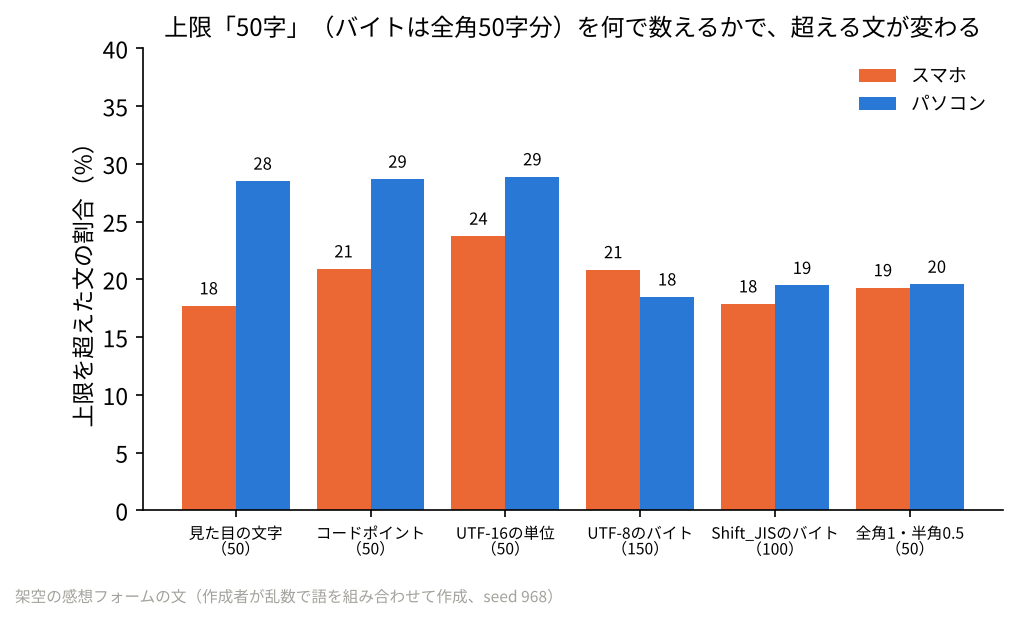 上限「50字」（バイトは全角50字分）を何で数えるかで、超える文が変わる
上限を超えた文の割合（%）
40
35
30
25
20
15
10
5
0
スマホ
パソコン
18
28
21
29
24
29
21
18
18
19
19
20
見た目の文字
（50）
コードポイント
（50）
UTF-16の単位
（50）
UTF-8のバイト
（150）
Shift_JISのバイト
（100）
全角1・半角0.5
（50）
架空の感想フォームの文（作成者が乱数で語を組み合わせて作成、seed 968）